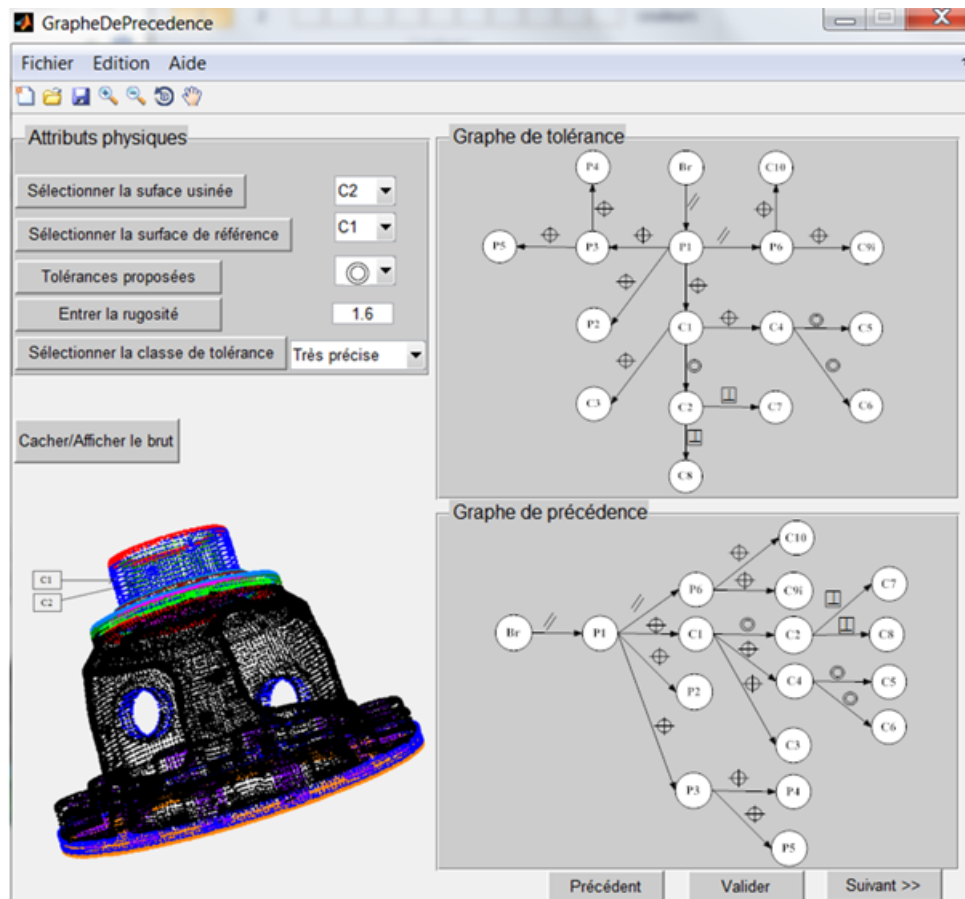 GrapheDePrecedence
Fichier Edition Aide
Attributs physiques
Sélectionner la suface usinée
C2
Sélectionner la surface de référence
C1
Tolérances proposées
Entrer la rugosité
1.6
Sélectionner la classe de tolérance
Très précise
Cacher/Afficher le brut
C1
C2
Graphe de tolérance
P4
Br
C10
P5
P3
P1
P6
C9i
P2
C1
C4
C5
C3
C2
C7
C6
C8
Graphe de précédence
C10
P6
C9i
C7
Br
P1
C1
C2
C8
P2
C4
C5
C6
C3
P3
P4
P5
Précédent
Valider
Suivant >>